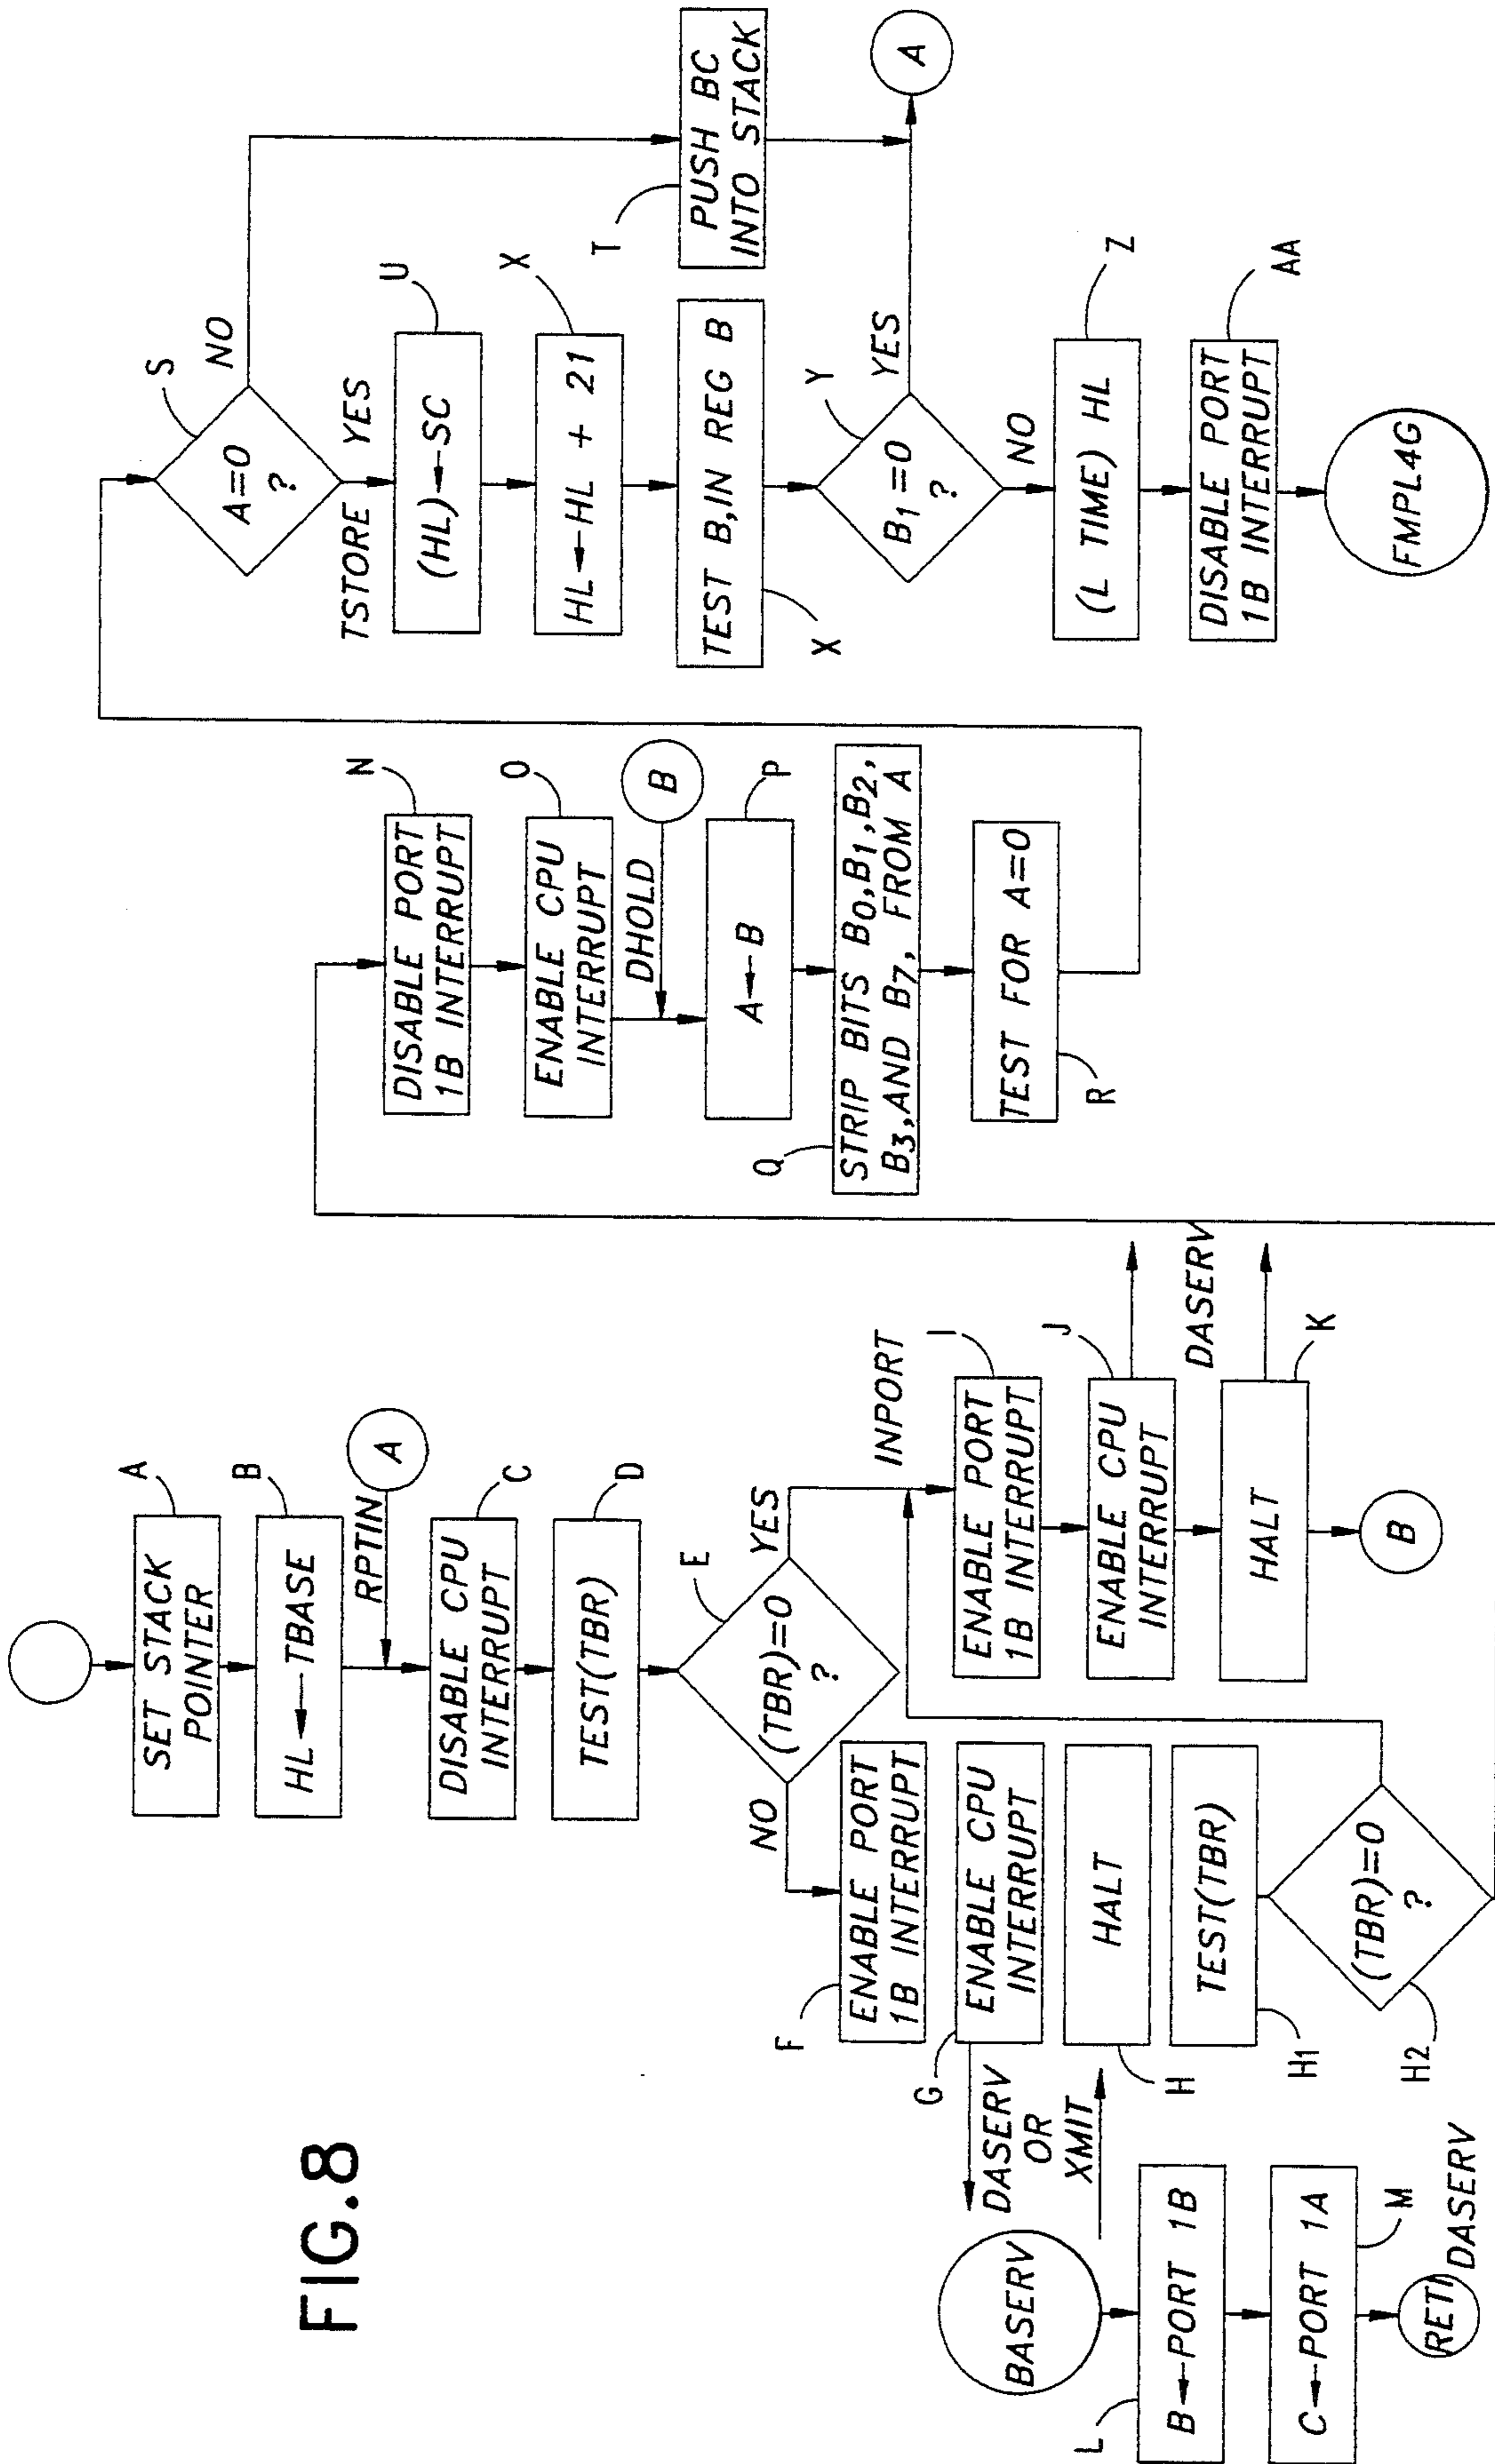 FIG.8
SET STACK
POINTER
A
HL←TBASE
B
RPTIN
A
DISABLE CPU
INTERRUPT
C
TEST(TBR)
D
(TBR)=0
?
E
NO
YES
ENABLE PORT
1B INTERRUPT
F
ENABLE CPU
INTERRUPT
G
DASERV
OR
XMIT
HALT
H
TEST(TBR)
H1
(TBR)=0
?
H2
BASERV
B←PORT 1B
L
C←PORT 1A
M
RETI
DASERV
INPORT
ENABLE PORT
1B INTERRUPT
I
ENABLE CPU
INTERRUPT
J
DASERV
HALT
K
B
DISABLE PORT
1B INTERRUPT
N
ENABLE CPU
INTERRUPT
O
DHOLD
B
A←B
P
STRIP BITS B0,B1,B2,
B3,AND B7, FROM A
Q
TEST FOR A=0
R
A=0
?
S
NO
TSTORE YES
(HL)←SC
U
HL←HL + 21
X
TEST B,IN REG B
X
PUSH BC
INTO STACK
T
B1=0
?
Y
YES
A
NO
(L TIME) HL
Z
DISABLE PORT
1B INTERRUPT
AA
FMPL4G